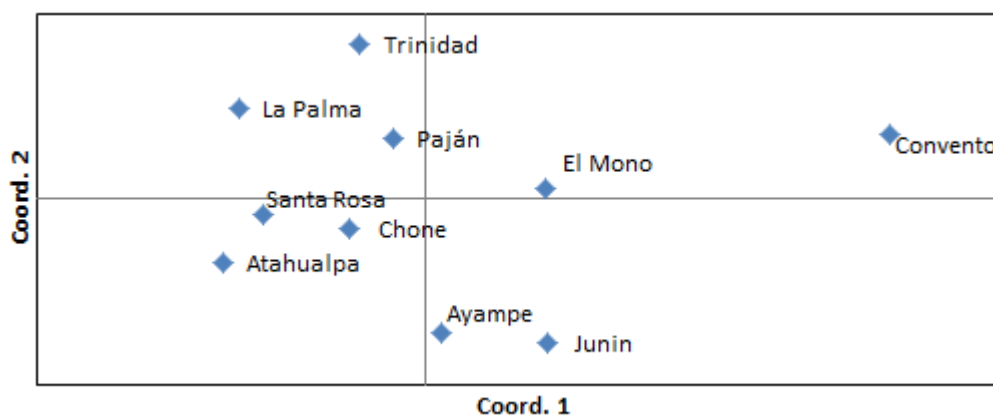 Trinidad
La Palma
Paján
Convento
El Mono
Santa Rosa
Chone
Atahualpa
Ayampe
Junin
Coord. 2
Coord. 1